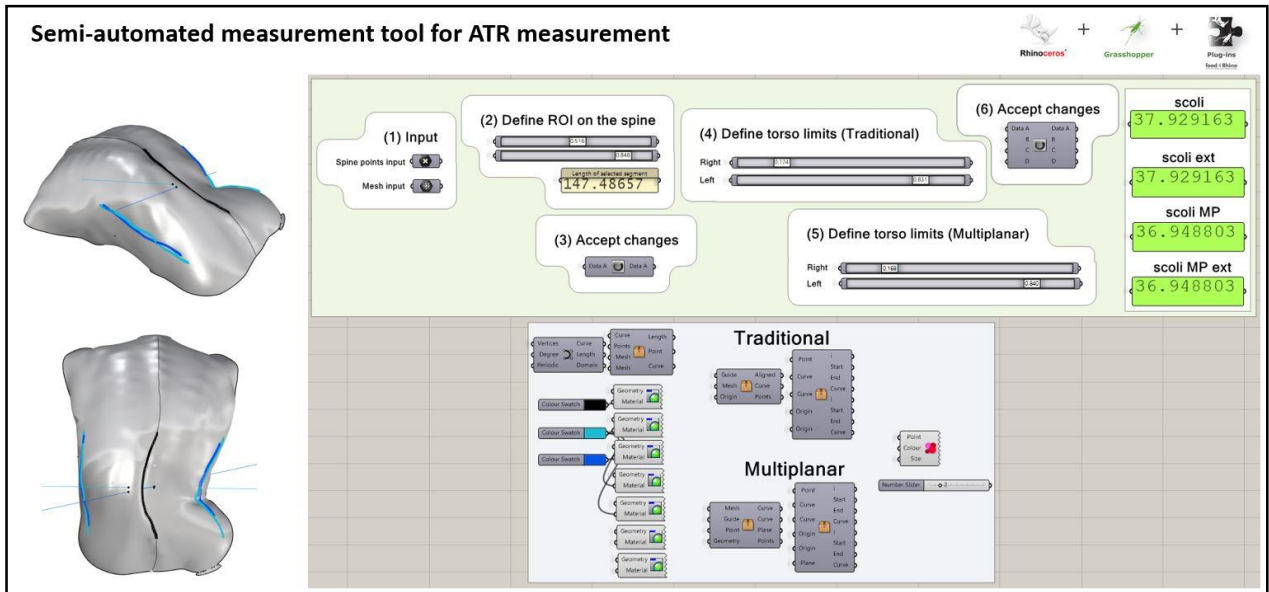 Semi-automated measurement tool for ATR measurement
Rhinoceros
+
Grasshopper
+
Plug-ins
food4Rhino
(1) Input
Spine points input
Mesh input
(2) Define ROI on the spine
0.516
0.848
Length of selected segment
147.48657
(3) Accept changes
Data A Data A
(4) Define torso limits (Traditional)
Right 0.174
Left 0.831
(5) Define torso limits (Multiplanar)
Right 0.168
Left 0.840
(6) Accept changes
Data A Data A
B B
C C
D D
scoli
37.929163
scoli ext
37.929163
scoli MP
36.948803
scoli MP ext
36.948803
Vertices Curve
Degree Length
Periodic Domain
Curve Length
Points Point
Mesh
Mesh Curve
Colour Swatch
Colour Swatch
Colour Swatch
Geometry
Material
Geometry
Material
Geometry
Material
Geometry
Material
Geometry
Material
Geometry
Material
Geometry
Material
Traditional
Guide Aligned
Mesh Curve
Origin Points
Point i
Start
Curve End
Curve Curve
i
Origin Start
End
Origin Curve
Multiplanar
Mesh Curve
Guide Curve
Point Plane
Geometry Points
Point i
Start
Curve End
Curve Curve
Origin i
Origin Start
End
Plane Curve
Point
Colour
Size
Number Slider 2